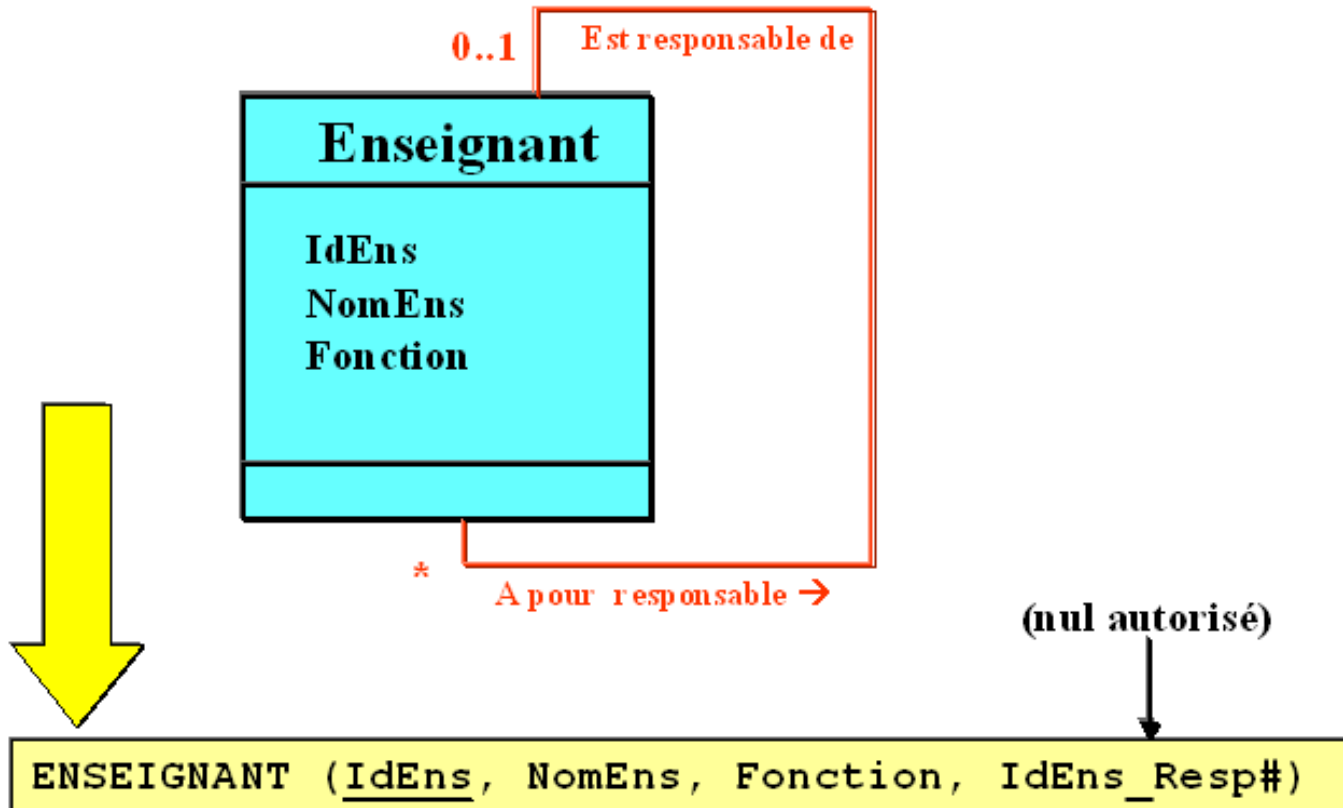 0..1
Est responsable de
Enseignant
IdEns
NomEns
Fonction
*
A pour responsable →
(nul autorisé)
ENSEIGNANT (IdEns, NomEns, Fonction, IdEns_Resp#)